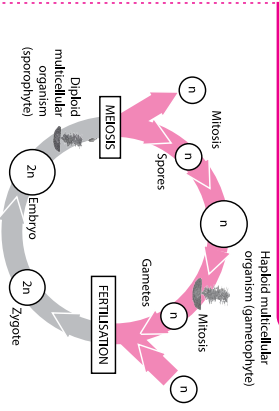 Haploid multicellular
organism (gametophyte)
Mitosis
n
Mitosis
n
Spores
n
Gametes
n
n
MEIOSIS
FERTILISATION
Diploid
multicellular
organism
(sporophyte)
2n
Embryo
2n
Zygote